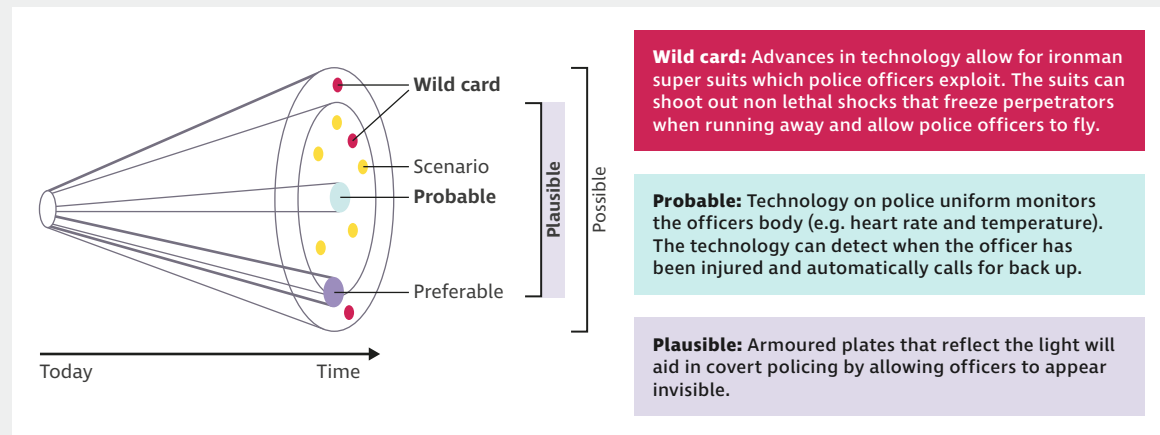 Wild card
Scenario
Probable
Preferable
Plausible
Possible
Today
Time
Wild card: Advances in technology allow for ironman
super suits which police officers exploit. The suits can
shoot out non lethal shocks that freeze perpetrators
when running away and allow police officers to fly.
Probable: Technology on police uniform monitors
the officers body (e.g. heart rate and temperature).
The technology can detect when the officer has
been injured and automatically calls for back up.
Plausible: Armoured plates that reflect the light will
aid in covert policing by allowing officers to appear
invisible.